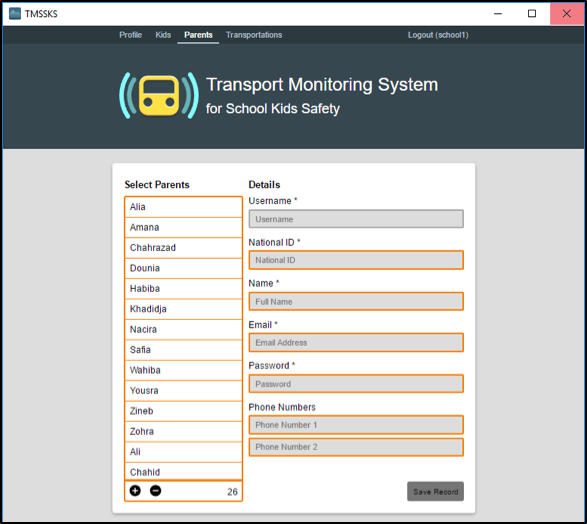 TMSSKS
Profile Kids Parents Transportations Logout (school1)
Transport Monitoring System
for School Kids Safety
Select Parents
Alia
Amana
Chahrazad
Dounia
Habiba
Khadidja
Nacira
Safia
Wahiba
Yousra
Zineb
Zohra
Ali
Chahid
26
Details
Username *
Username
National ID *
National ID
Name *
Full Name
Email *
Email Address
Password *
Password
Phone Numbers
Phone Number 1
Phone Number 2
Save Record